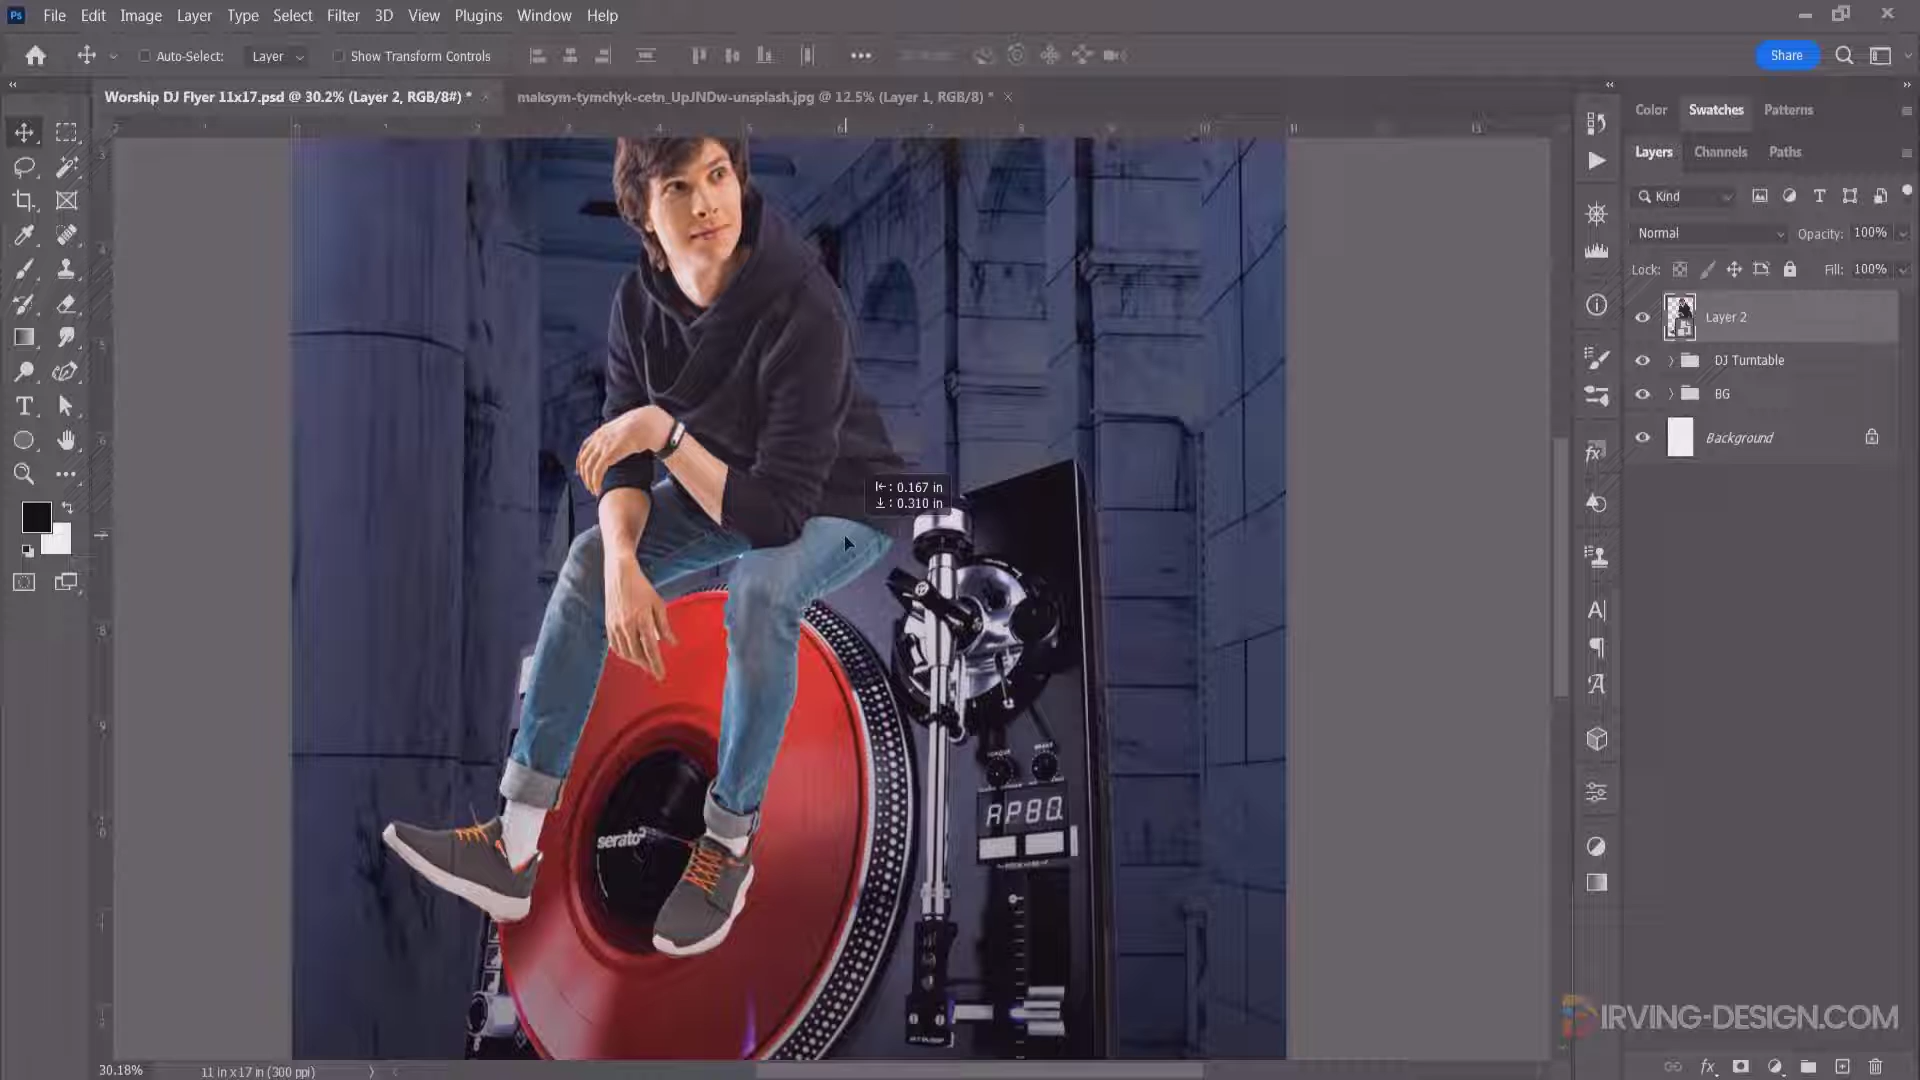 Ps File Edit Image Layer Type Select Filter 3D View Plugins Window Help
Auto-Select: Layer Show Transform Controls Share
Worship DJ Flyer 11x17.psd @ 30.2% (Layer 2, RGB/8#) * maksym-tymchyk-cetn_UpJNDw-unsplash.jpg @ 12.5% (Layer 1, RGB/8) *
Color Swatches Patterns
Layers Channels Paths
Kind
Normal Opacity: 100%
Lock: Fill: 100%
Layer 2
DJ Turntable
BG
Background
: 0.167 in
: 0.310 in
AP80
serato
IRVING-DESIGN.COM
30.18% 11 in x 17 in (300 ppi)